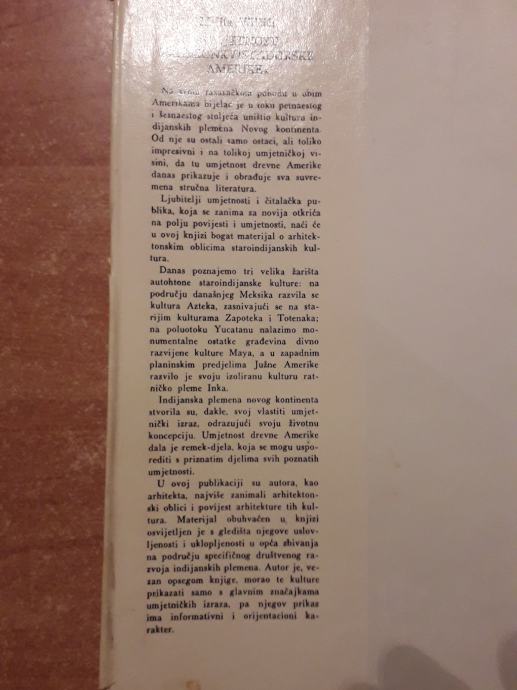 AMERIKE
Na svom razaračkom pohodu u obim
Amerikama bijelac je u toku petnaestog
i šesnaestog stoljeća uništio kulturu in-
dijanskih plemena Novog kontinenta.
Od nje su ostali samo ostaci, ali toliko
impresivni i na tolikoj umjetničkoj vi-
sini, da tu umjetnost drevne Amerike
danas prikazuje i obrađuje sva suvre-
mena stručna literatura.
Ljubitelji umjetnosti i čitalačka pu-
blika, koja se zanima za novija otkrića
na polju povijesti i umjetnosti, naći će
u ovoj knjizi bogat materijal o arhitek-
tonskim oblicima staroindijanskih kul-
tura.
Danas poznajemo tri velika žarišta
autohtone staroindijanske kulture: na
području današnjeg Meksika razvila se
kultura Azteka, zasnivajući se na sta-
rijim kulturama Zapoteka i Totenaka;
na poluotoku Yucatanu nalazimo mo-
numentalne ostatke građevina divno
razvijene kulture Maya, a u zapadnim
planinskim predjelima Južne Amerike
razvilo je svoju izoliranu kulturu rat-
ničko pleme Inka.
Indijanska plemena novog kontinenta
stvorila su, dakle, svoj vlastiti umjet-
nički izraz, odrazujući svoju životnu
koncepciju. Umjetnost drevne Amerike
dala je remek-djela, koja se mogu uspo-
rediti s priznatim djelima svih poznatih
umjetnosti.
U ovoj publikaciji su autora, kao
arhitekta, najviše zanimali arhitekton-
ski oblici i povijest arhitekture tih kul-
tura. Materijal obuhvaćen u knjizi
osvijetljen je s gledišta njegove uslov-
ljenosti i uklopljenosti u opća zbivanja
na području specifičnog društvenog ra-
zvoja indijanskih plemena. Autor je, ve-
zan opsegom knjige, morao te kulture
prikazati samo s glavnim značajkama
umjetničkih izraza, pa njegov prikaz
ima informativni i orijentacioni ka-
rakter.